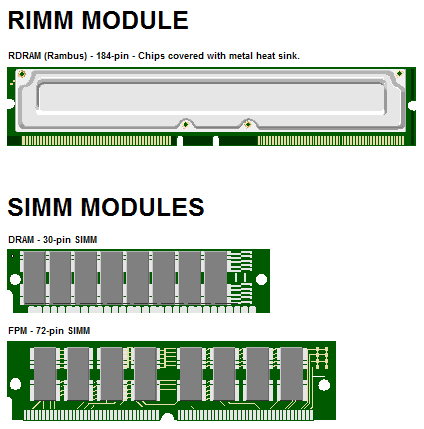 RIMM MODULE
RDRAM (Rambus) - 184-pin - Chips covered with metal heat sink.
SIMM MODULES
DRAM - 30-pin SIMM
FPM - 72-pin SIMM